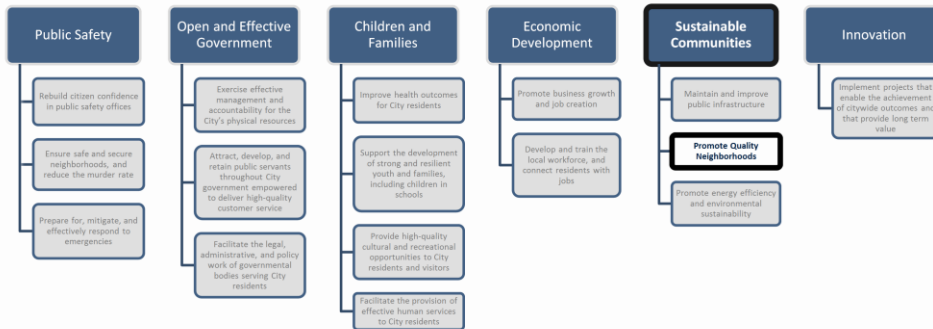 Public Safety
Rebuild citizen confidence
in public safety offices
Ensure safe and secure
neighborhoods, and
reduce the murder rate
Prepare for, mitigate, and
effectively respond to
emergencies
Open and Effective
Government
Exercise effective
management and
accountability for the
City's physical resources
Attract, develop, and
retain public servants
throughout City
government empowered
to deliver high-quality
customer service
Facilitate the legal,
administrative, and policy
work of governmental
bodies serving City
residents
Children and
Families
Improve health outcomes
for City residents
Support the development
of strong and resilient
youth and families,
including children in
schools
Provide high-quality
cultural and recreational
opportunities to City
residents and visitors
Facilitate the provision of
effective human services
to City residents
Economic
Development
Promote business growth
and job creation
Develop and train the
local workforce, and
connect residents with
jobs
Sustainable
Communities
Maintain and improve
public infrastructure
Promote Quality
Neighborhoods
Promote energy efficiency
and environmental
sustainability
Innovation
Implement projects that
enable the achievement
of citywide outcomes and
that provide long term
value